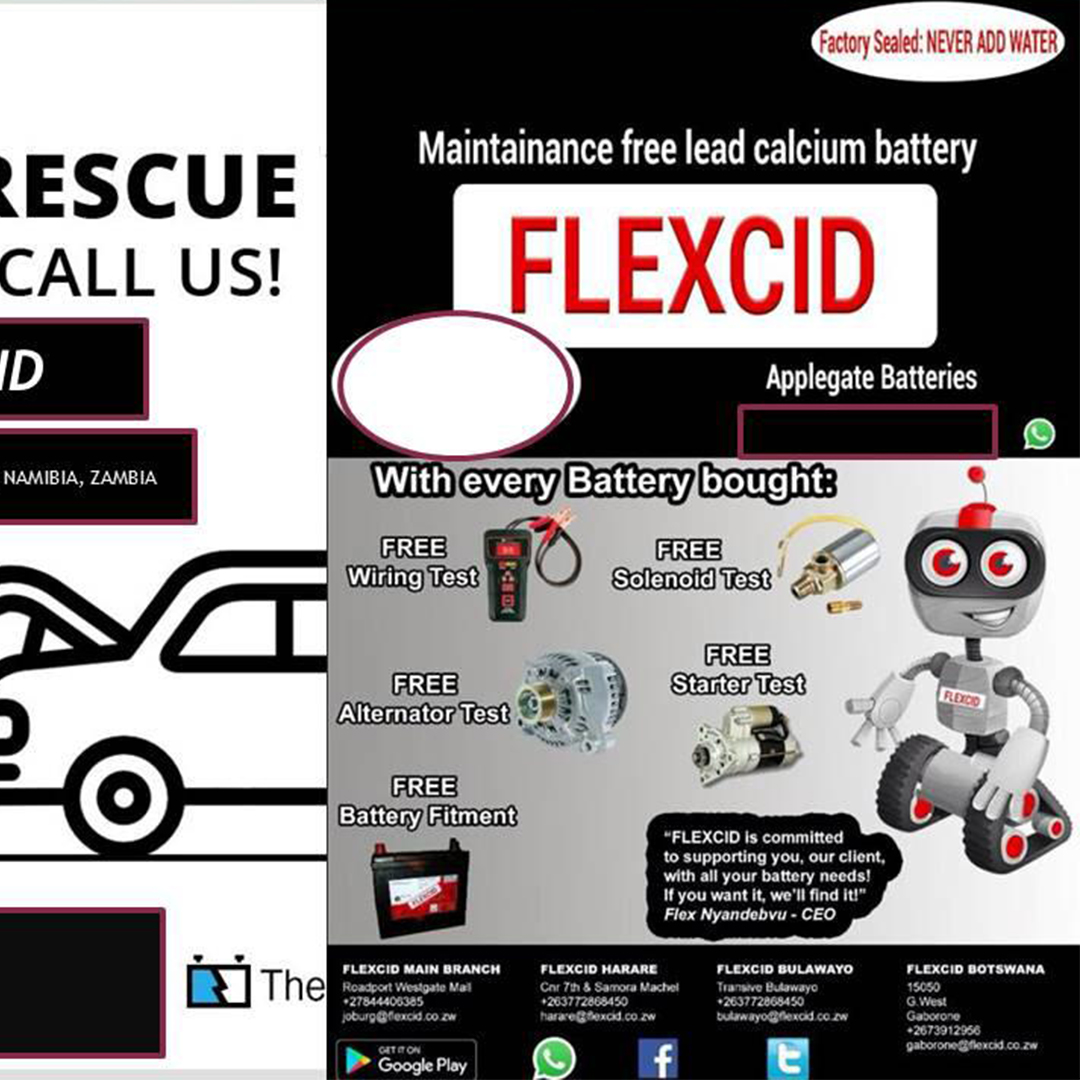 RESCUE
CALL US!
ID
NAMIBIA, ZAMBIA
The
Factory Sealed: NEVER ADD WATER
Maintainance free lead calcium battery
FLEXCID
Applegate Batteries
With every Battery bought:
FREE
Wiring Test
FREE
Solenoid Test
FREE
Alternator Test
FREE
Starter Test
FREE
Battery Fitment
FLEXCID
FLEXCID
"FLEXCID is committed
to supporting you, our client,
with all your battery needs!
If you want it, we'll find it!"
Flex Nyandebvu - CEO
FLEXCID MAIN BRANCH
Roadport Westgate Mall
+27844406385
joburg@flexcid.co.zw
FLEXCID HARARE
Cnr 7th & Samora Machel
+263772868450
harare@flexcid.co.zw
FLEXCID BULAWAYO
Transive Bulawayo
+263772868450
bulawayo@flexcid.co.zw
FLEXCID BOTSWANA
15050
G.West
Gaborone
+2673912956
gaborone@flexcid.co.zw
GET IT ON
Google Play